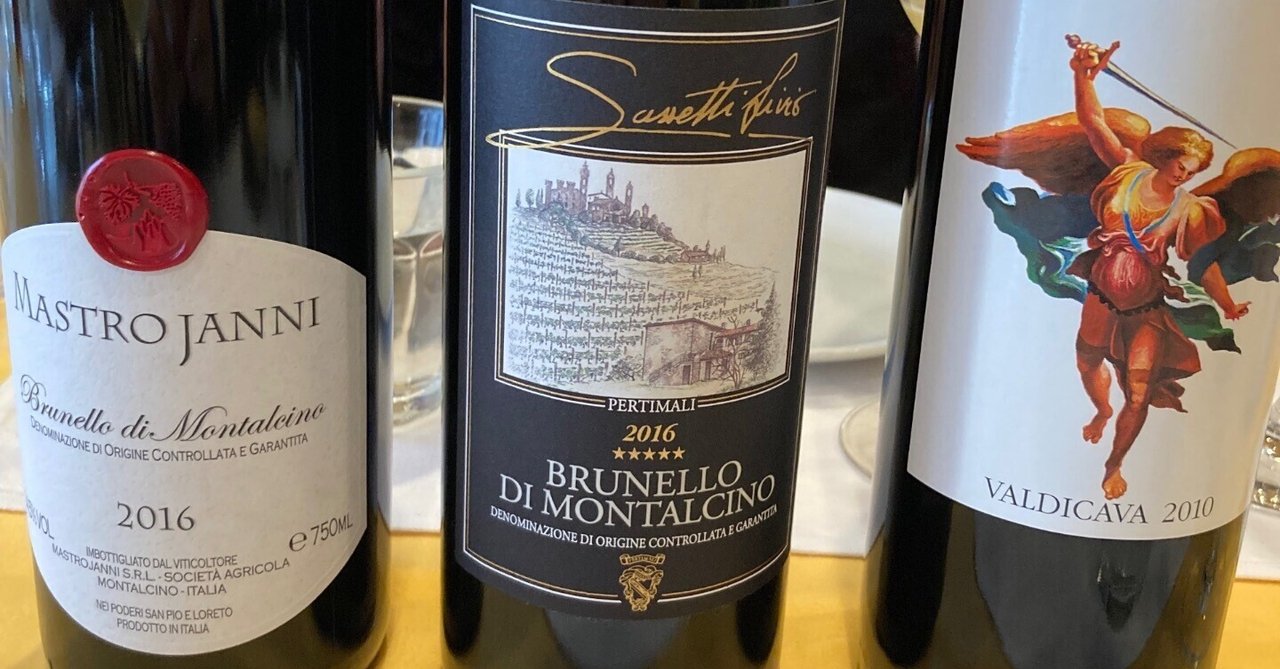 MASTROJANNI
Brunello di Montalcino
DENOMINAZIONE DI ORIGINE CONTROLLATA E GARANTITA
2016
VOL
e 750ML
IMBOTTIGLIATO DAL VITICOLTORE
MASTROJANNI S.R.L. - SOCIETÀ AGRICOLA
MONTALCINO - ITALIA
NEI PODERI SAN PIO E LORETO
PRODOTTO IN ITALIA
Sassetti Livio
PERTIMALI
2016
★★★★★
BRUNELLO
DI MONTALCINO
DENOMINAZIONE DI ORIGINE CONTROLLATA E GARANTITA
VALDICAVA 2010